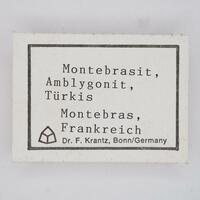 Montebrasit,
Amblygonit,
Türkis
Montebras,
Frankreich
Dr. F. Krantz, Bonn/Germany